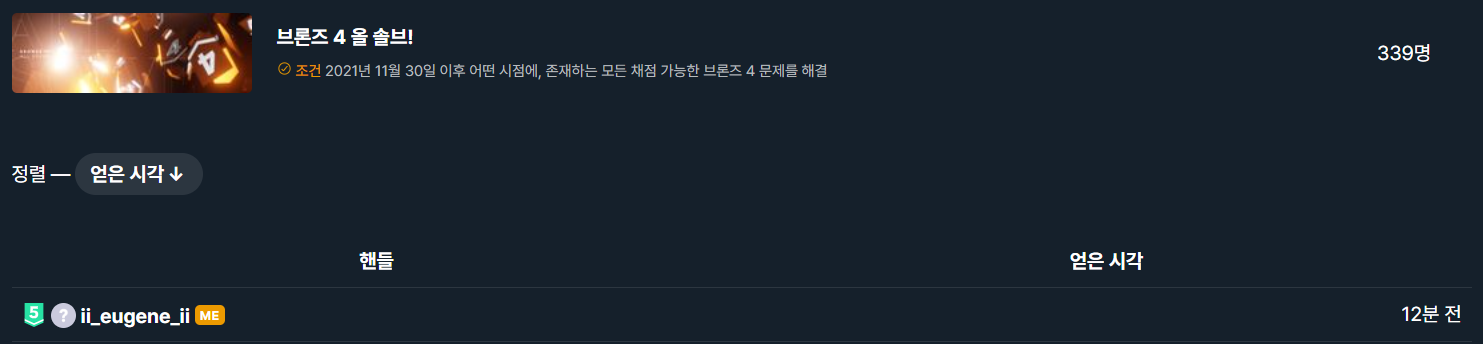 브론즈 4 올 솔브!
조건 2021년 11월 30일 이후 어떤 시점에, 존재하는 모든 채점 가능한 브론즈 4 문제를 해결
339명
정렬 — 얻은 시각 ↓
핸들 얻은 시각
5 ? ii_eugene_ii ME 12분 전